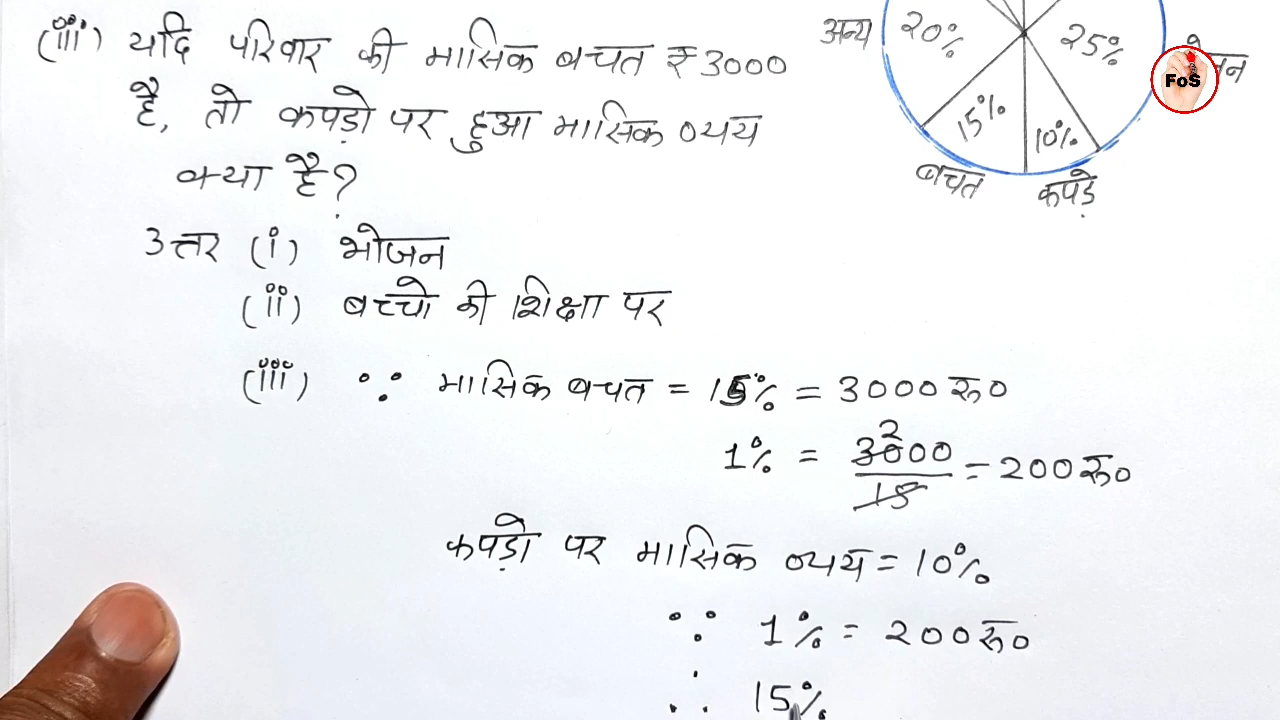 (iii) यदि परिवार की मासिक बचत ₹3000
है, तो कपड़ो पर हुआ मासिक व्यय
क्या है?
अन्य 20% 25%
FoS
15% 10%
बचत कपड़े
उत्तर (i) भोजन
(ii) बच्चो की शिक्षा पर
(iii) ∵ मासिक बचत = 15% = 3000 रू०
2
1% = 3000/15 = 200 रू०
कपड़ो पर मासिक व्यय = 10%
∵ 1% = 200 रू०
∴ 15%